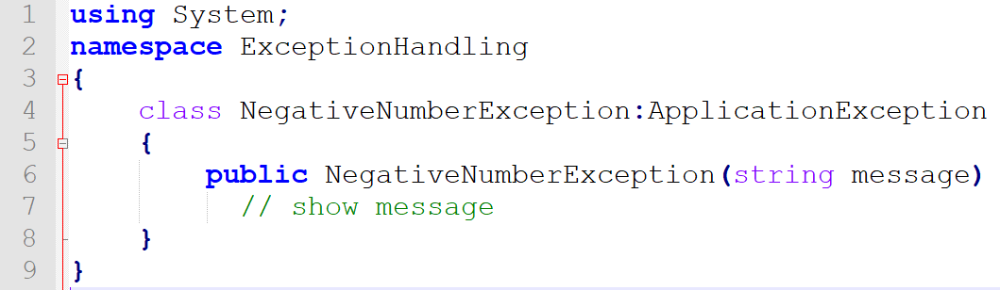 1 using System;
2 namespace ExceptionHandling
3 {
4 class NegativeNumberException:ApplicationException
5 {
6 public NegativeNumberException(string message)
7 // show message
8 }
9 }